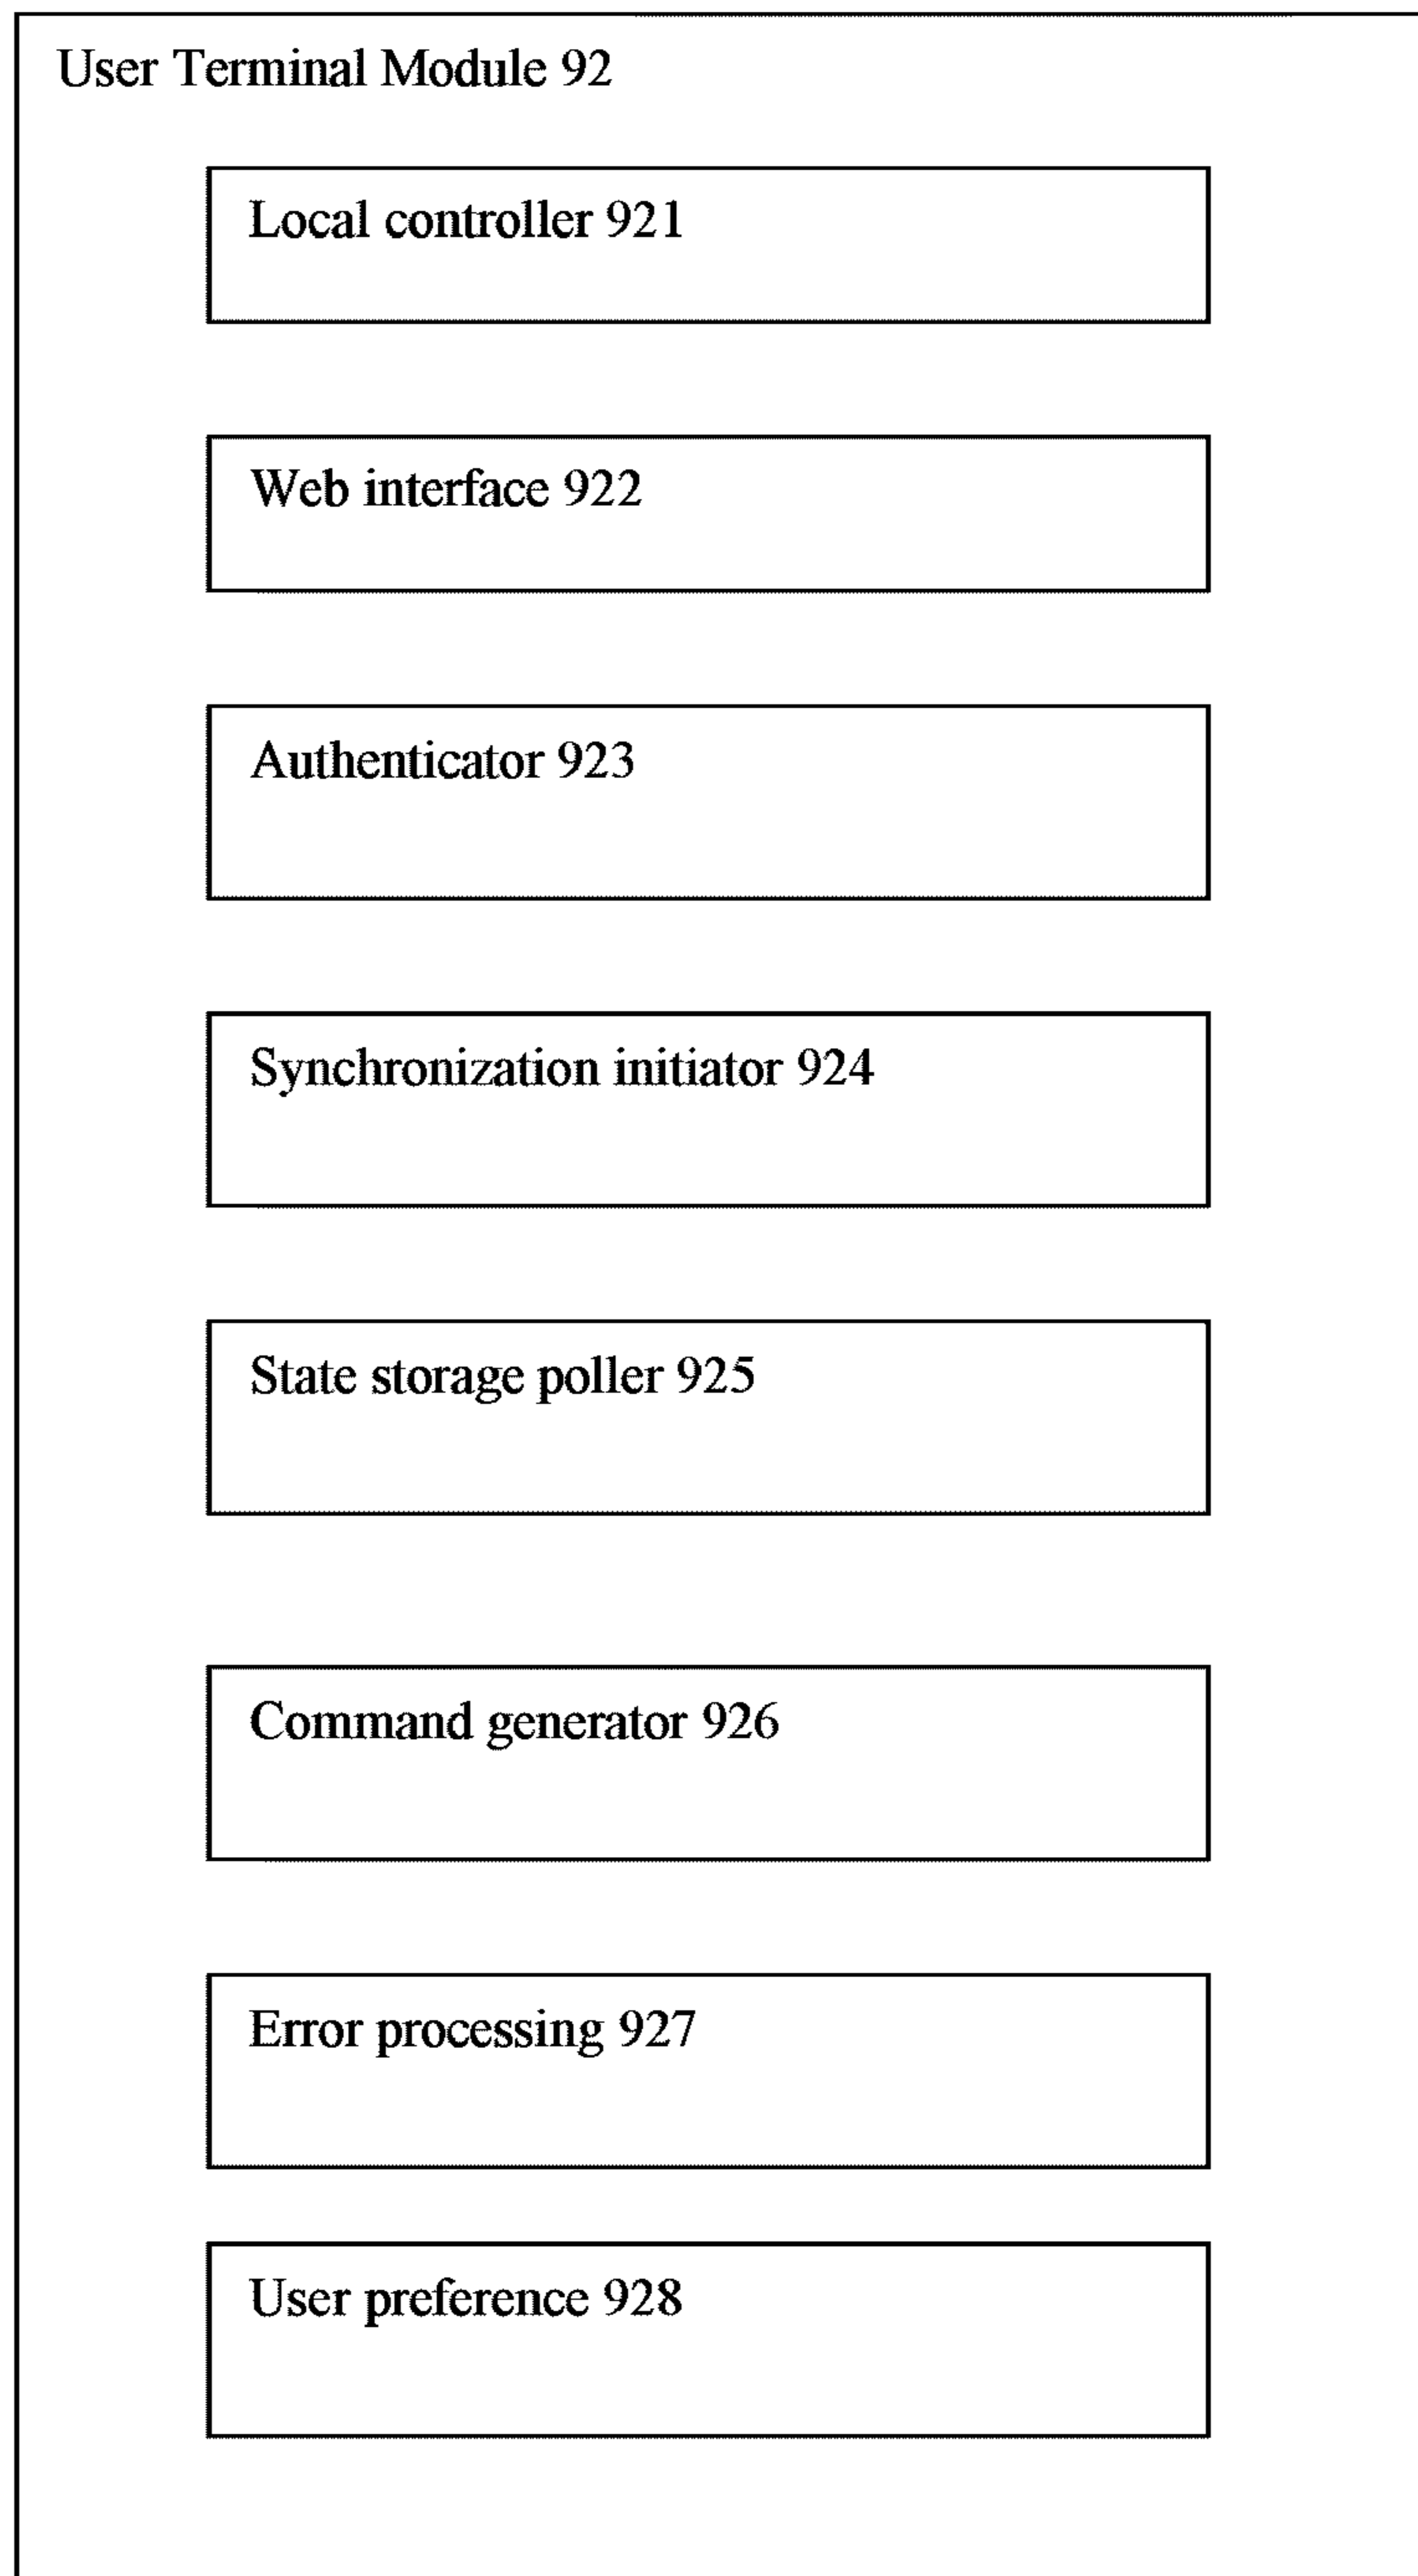 User Terminal Module 92
Local controller 921
Web interface 922
Authenticator 923
Synchronization initiator 924
State storage poller 925
Command generator 926
Error processing 927
User preference 928